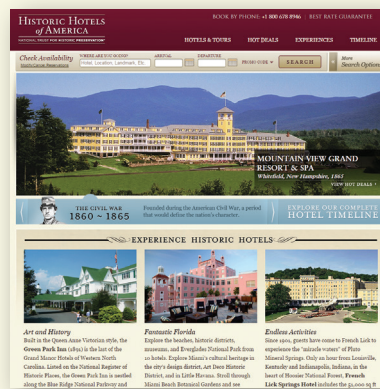 HISTORIC HOTELS
of AMERICA
NATIONAL TRUST FOR HISTORIC PRESERVATION
BOOK BY PHONE: +1 800 678 8946 | BEST RATE GUARANTEE
HOTELS & TOURS HOT DEALS EXPERIENCES TIMELINE
Check Availability
WHERE ARE YOU GOING?
ARRIVAL
DEPARTURE
Modify/Cancel Reservations
Hotel, Location, Landmark, Etc.
PROMO CODE
SEARCH
More
Search Option
MOUNTAIN VIEW GRAND
RESORT & SPA
Whitefield, New Hampshire, 1865
VIEW HOT DEALS
THE CIVIL WAR
1860 ~ 1865
Founded during the American Civil War, a period
that would define the nation's character.
EXPLORE OUR COMPLETE
HOTEL TIMELINE
EXPERIENCE HISTORIC HOTELS
Art and History
Built in the Queen Anne Victorian style, the
Green Park Inn (1891) is the last of the
Grand Manor Hotels of Western North
Carolina. Listed on the National Register of
Historic Places, the Green Park Inn is nestled
along the Blue Ridge National Parkway and
Fantastic Florida
Explore the beaches, historic districts,
museums, and Everglades National Park from
10 hotels. Explore Miami's cultural heritage in
the city's design district, Art Deco Historic
District, and in Little Havana. Stroll through
Miami Beach Botanical Gardens and see
Endless Activities
Since 1901, guests have come to French Lick to
experience the "miracle waters" of Pluto
Mineral Springs. Only an hour from Louisville,
Kentucky and Indianapolis, Indiana, in the
heart of Hoosier National Forest, French
Lick Springs Hotel includes the 51,000 sq ft